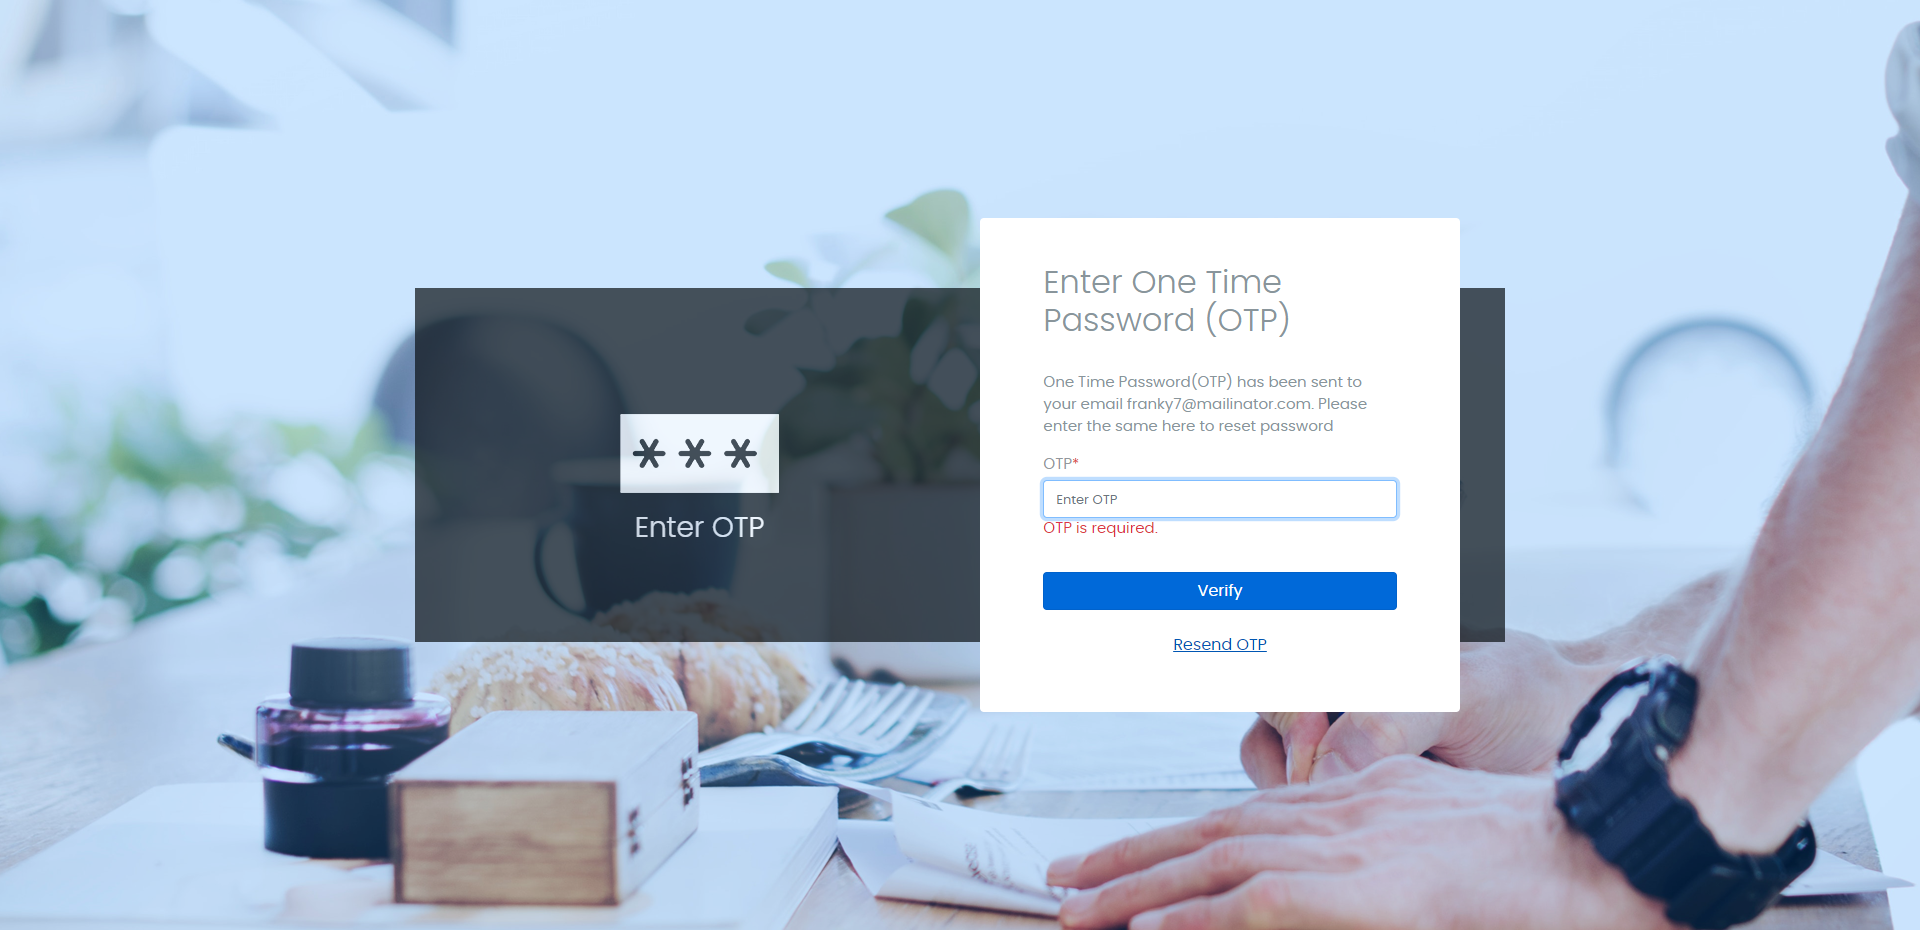 Enter OTP
Enter One Time
Password (OTP)
One Time Password(OTP) has been sent to
your email franky7@mailinator.com. Please
enter the same here to reset password
OTP*
Enter OTP
OTP is required.
Verify
Resend OTP